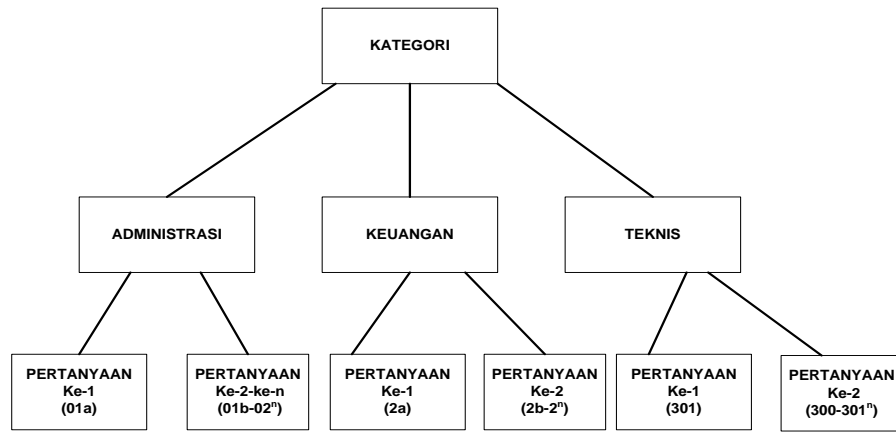 KATEGORI
ADMINISTRASI
KEUANGAN
TEKNIS
PERTANYAAN
Ke-1
(01a)
PERTANYAAN
Ke-2-ke-n
(01b-02ⁿ)
PERTANYAAN
Ke-1
(2a)
PERTANYAAN
Ke-2
(2b-2ⁿ)
PERTANYAAN
Ke-1
(301)
PERTANYAAN
Ke-2
(300-301ⁿ)